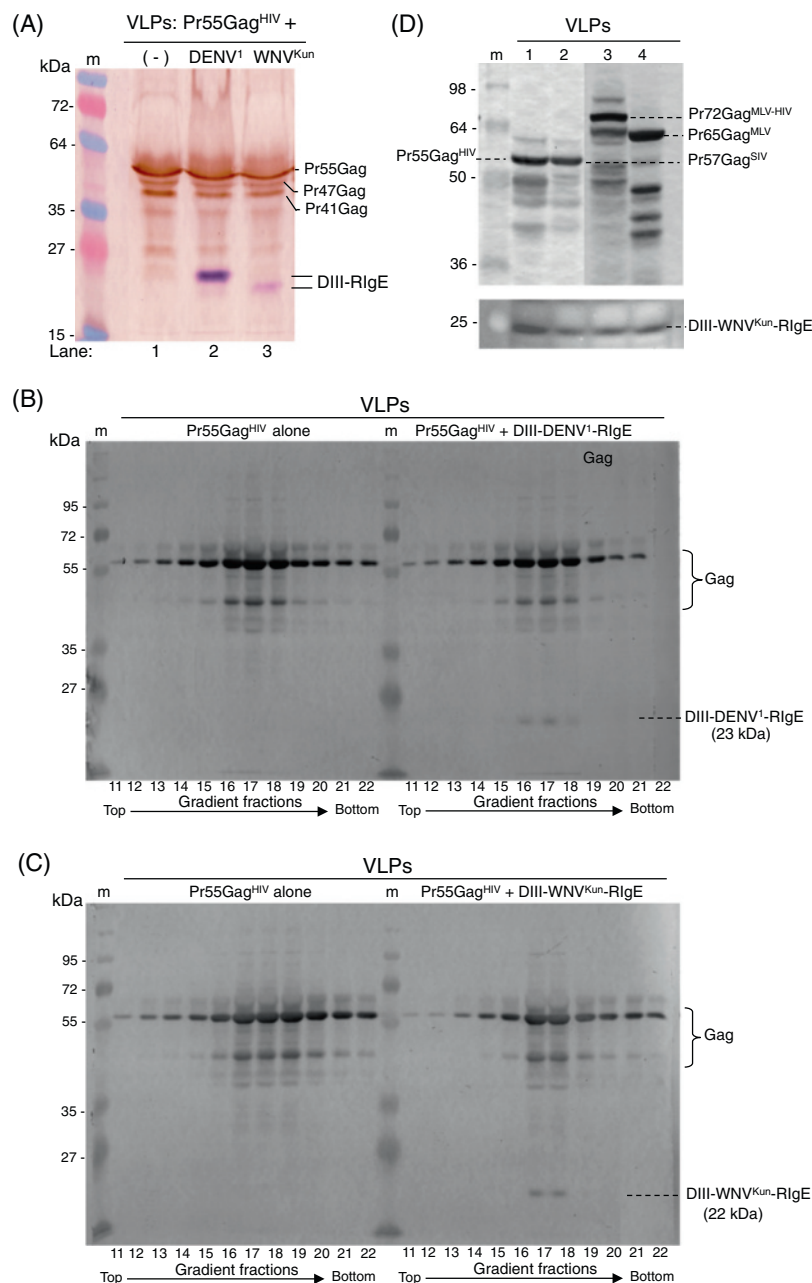 (A)
VLPs: Pr55Gag^HIV +
m (-) DENV¹ WNV^Kun
kDa
72-
64 -
35 -
27 -
15 -
Pr55Gag
Pr47Gag
Pr41Gag
DIII-RIgE
Lane: 1 2 3
(D)
VLPs
m 1 2 3 4
98 -
64 -
50 -
36 -
25 -
Pr55Gag^HIV
Pr72Gag^MLV-HIV
Pr65Gag^MLV
Pr57Gag^SIV
DIII-WNV^Kun-RIgE
(B)
VLPs
m Pr55Gag^HIV alone m Pr55Gag^HIV + DIII-DENV¹-RIgE
kDa
Gag
95 -
72 -
55 -
35 -
27 -
Gag
DIII-DENV¹-RIgE
(23 kDa)
11 12 13 14 15 16 17 18 19 20 21 22 11 12 13 14 15 16 17 18 19 20 21 22
Top Gradient fractions Bottom Top Gradient fractions Bottom
(C)
VLPs
m Pr55Gag^HIV alone m Pr55Gag^HIV + DIII-WNV^Kun-RIgE
kDa
95 -
72 -
55 -
35 -
27 -
Gag
DIII-WNV^Kun-RIgE
(22 kDa)
11 12 13 14 15 16 17 18 19 20 21 22 11 12 13 14 15 16 17 18 19 20 21 22
Top Gradient fractions Bottom Top Gradient fractions Bottom